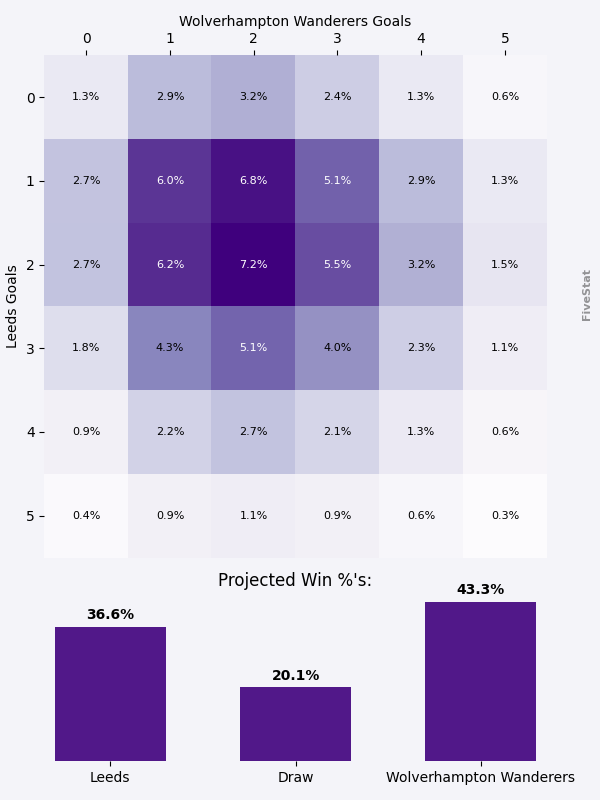 Wolverhampton Wanderers Goals
0 1 2 3 4 5
0 1.3% 2.9% 3.2% 2.4% 1.3% 0.6%
1 2.7% 6.0% 6.8% 5.1% 2.9% 1.3%
2 2.7% 6.2% 7.2% 5.5% 3.2% 1.5%
3 1.8% 4.3% 5.1% 4.0% 2.3% 1.1%
4 0.9% 2.2% 2.7% 2.1% 1.3% 0.6%
5 0.4% 0.9% 1.1% 0.9% 0.6% 0.3%
Leeds Goals
FiveStat
Projected Win %'s:
36.6% 20.1% 43.3%
Leeds Draw Wolverhampton Wanderers